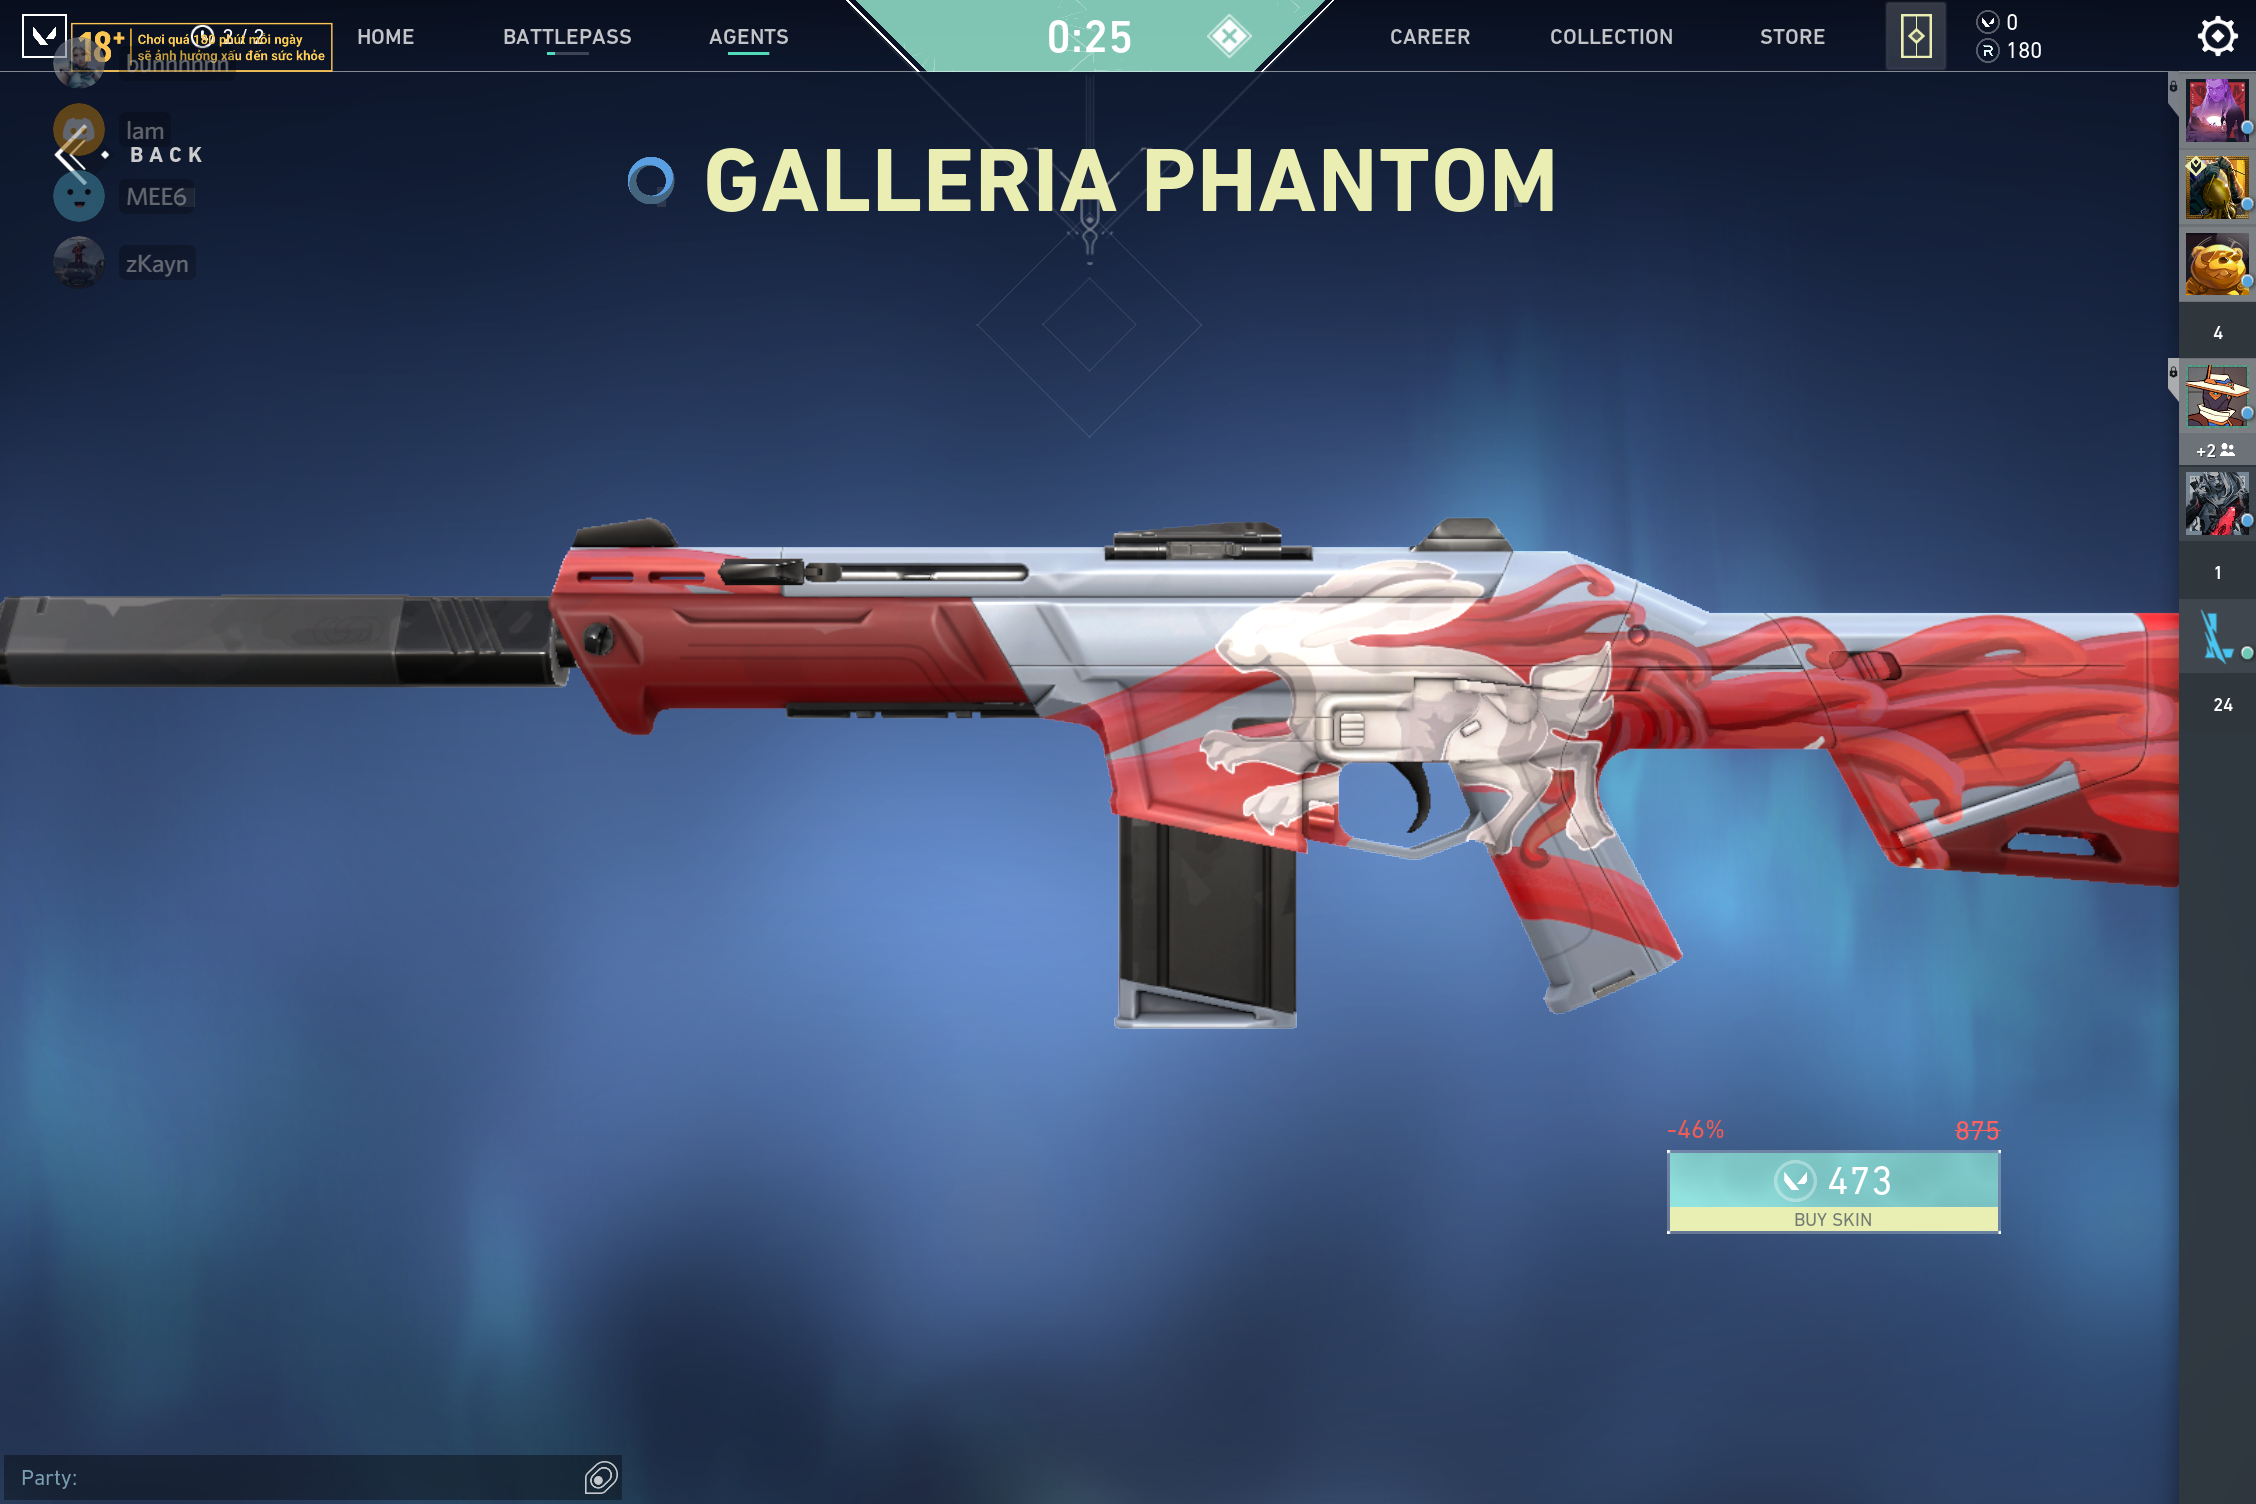 18+
Chơi quá 180 phút mỗi ngày
sẽ ảnh hưởng xấu đến sức khỏe
2 / 2
HOME
BATTLEPASS
AGENTS
0:25
CAREER
COLLECTION
STORE
0
R 180
lam
BACK
MEE6
zKayn
GALLERIA PHANTOM
4
+2
1
24
-46%
875
473
BUY SKIN
Party: